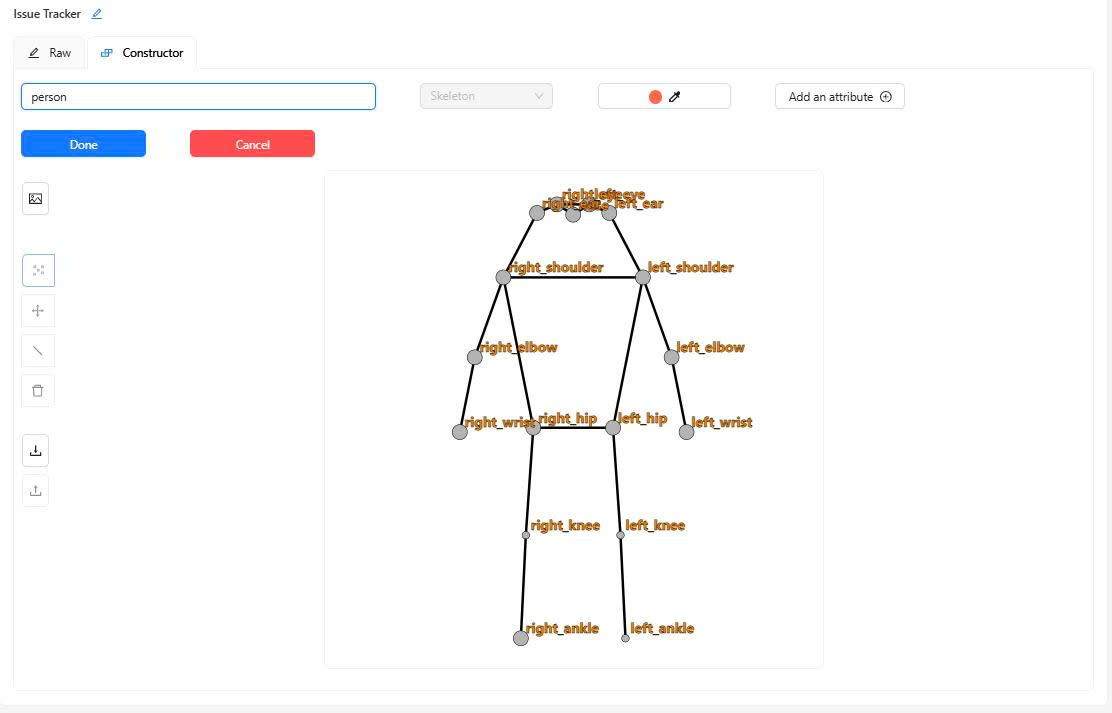 Issue Tracker
Raw
Constructor
person
Skeleton
Add an attribute
Done
Cancel
left_ear
right_shoulder
left_shoulder
right_elbow
left_elbow
right_wrist
right_hip
left_hip
left_wrist
right_knee
left_knee
right_ankle
left_ankle